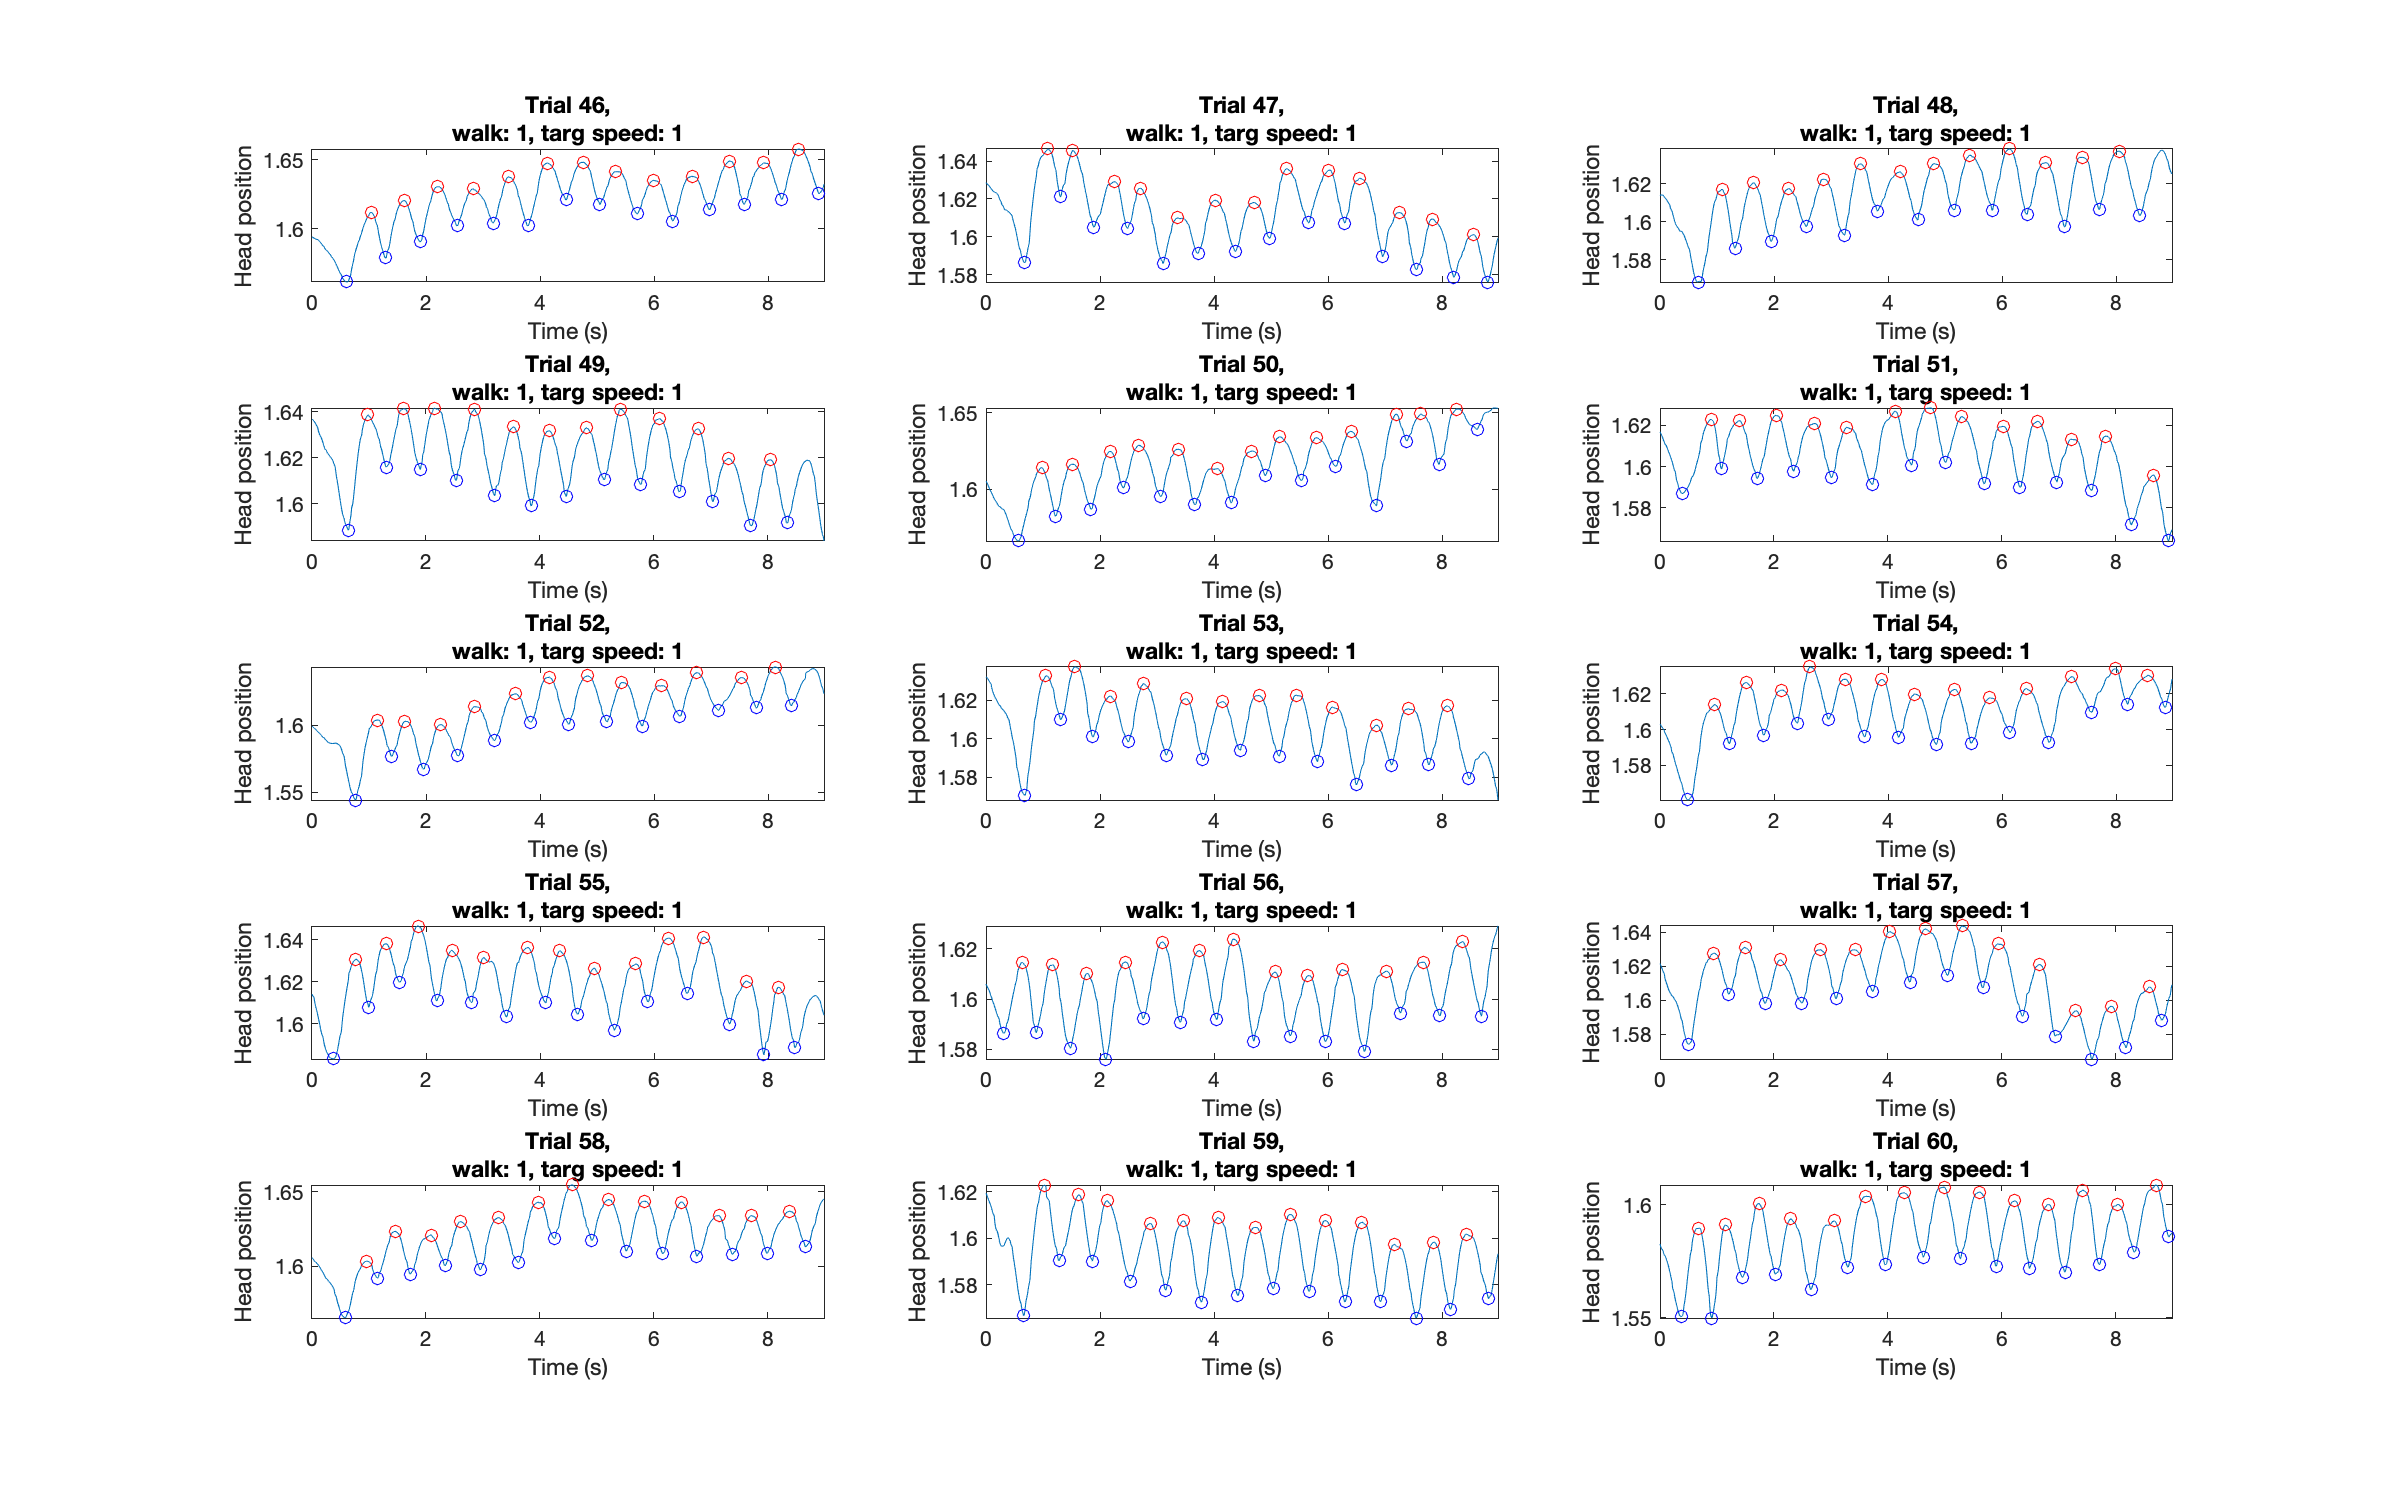 Trial 46,
walk: 1, targ speed: 1
Head position
1.65
1.6
0 2 4 6 8
Time (s)
Trial 47,
walk: 1, targ speed: 1
Head position
1.64
1.62
1.6
1.58
0 2 4 6 8
Time (s)
Trial 48,
walk: 1, targ speed: 1
Head position
1.62
1.6
1.58
0 2 4 6 8
Time (s)
Trial 49,
walk: 1, targ speed: 1
Head position
1.64
1.62
1.6
0 2 4 6 8
Time (s)
Trial 50,
walk: 1, targ speed: 1
Head position
1.65
1.6
0 2 4 6 8
Time (s)
Trial 51,
walk: 1, targ speed: 1
Head position
1.62
1.6
1.58
0 2 4 6 8
Time (s)
Trial 52,
walk: 1, targ speed: 1
Head position
1.6
1.55
0 2 4 6 8
Time (s)
Trial 53,
walk: 1, targ speed: 1
Head position
1.62
1.6
1.58
0 2 4 6 8
Time (s)
Trial 54,
walk: 1, targ speed: 1
Head position
1.62
1.6
1.58
0 2 4 6 8
Time (s)
Trial 55,
walk: 1, targ speed: 1
Head position
1.64
1.62
1.6
0 2 4 6 8
Time (s)
Trial 56,
walk: 1, targ speed: 1
Head position
1.62
1.6
1.58
0 2 4 6 8
Time (s)
Trial 57,
walk: 1, targ speed: 1
Head position
1.64
1.62
1.6
1.58
0 2 4 6 8
Time (s)
Trial 58,
walk: 1, targ speed: 1
Head position
1.65
1.6
0 2 4 6 8
Time (s)
Trial 59,
walk: 1, targ speed: 1
Head position
1.62
1.6
1.58
0 2 4 6 8
Time (s)
Trial 60,
walk: 1, targ speed: 1
Head position
1.6
1.55
0 2 4 6 8
Time (s)